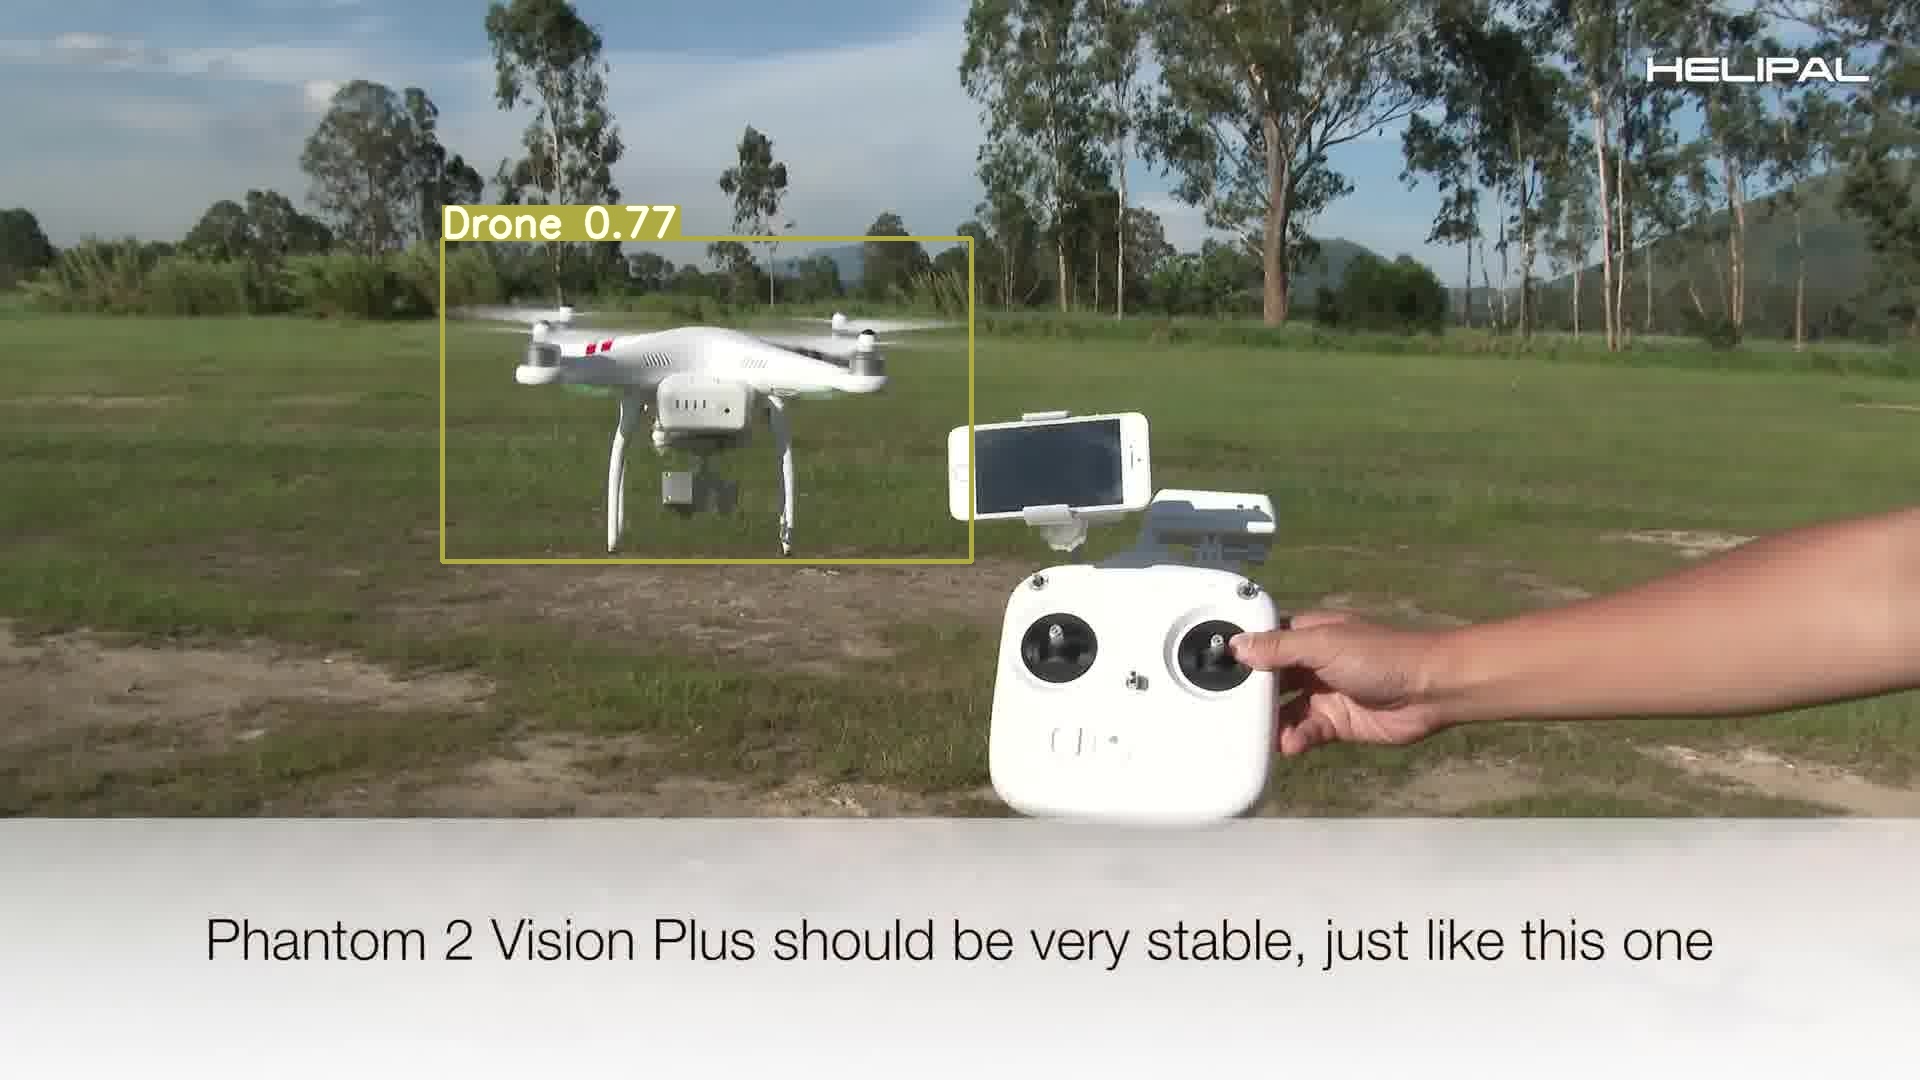 HELIPAL
Drone 0.77
Phantom 2 Vision Plus should be very stable, just like this one